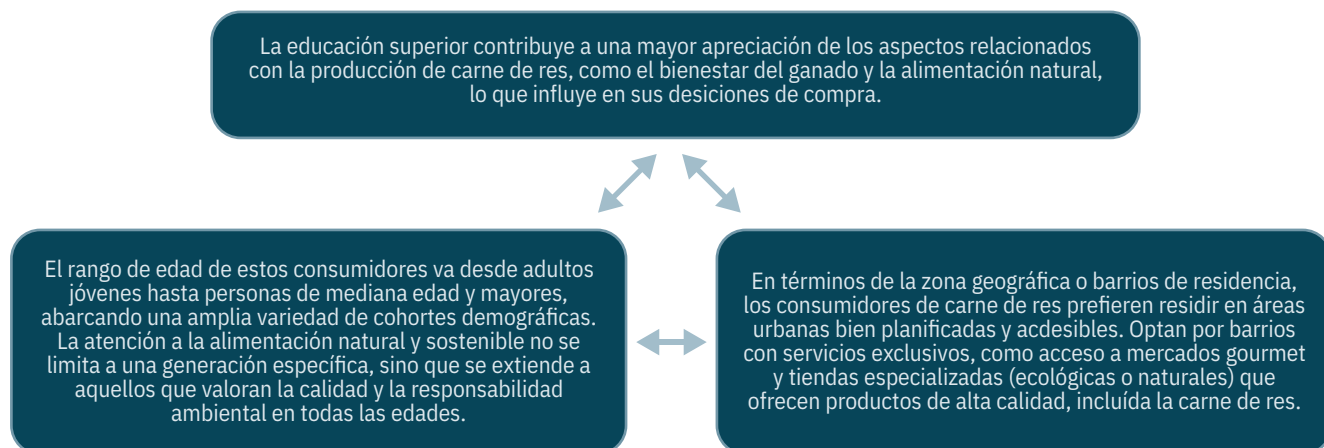 La educación superior contribuye a una mayor apreciación de los aspectos relacionados
con la producción de carne de res, como el bienestar del ganado y la alimentación natural,
lo que influye en sus desiciones de compra.
El rango de edad de estos consumidores va desde adultos
jóvenes hasta personas de mediana edad y mayores,
abarcando una amplia variedad de cohortes demográficas.
La atención a la alimentación natural y sostenible no se
limita a una generación específica, sino que se extiende a
aquellos que valoran la calidad y la responsabilidad
ambiental en todas las edades.
En términos de la zona geográfica o barrios de residencia,
los consumidores de carne de res prefieren residir en áreas
urbanas bien planificadas y acdesibles. Optan por barrios
con servicios exclusivos, como acceso a mercados gourmet
y tiendas especializadas (ecológicas o naturales) que
ofrecen productos de alta calidad, incluída la carne de res.